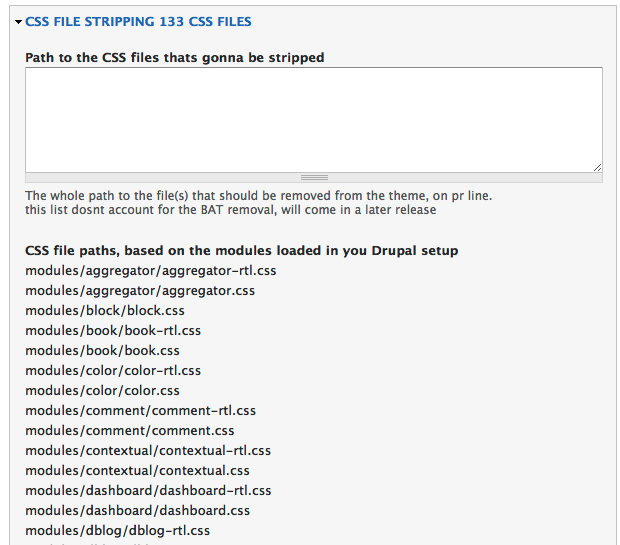 CSS FILE STRIPPING 133 CSS FILES
Path to the CSS files thats gonna be stripped
The whole path to the file(s) that should be removed from the theme, on pr line.
this list dosnt account for the BAT removal, will come in a later release
CSS file paths, based on the modules loaded in you Drupal setup
modules/aggregator/aggregator-rtl.css
modules/aggregator/aggregator.css
modules/block/block.css
modules/book/book-rtl.css
modules/book/book.css
modules/color/color-rtl.css
modules/color/color.css
modules/comment/comment-rtl.css
modules/comment/comment.css
modules/contextual/contextual-rtl.css
modules/contextual/contextual.css
modules/dashboard/dashboard-rtl.css
modules/dashboard/dashboard.css
modules/dblog/dblog-rtl.css